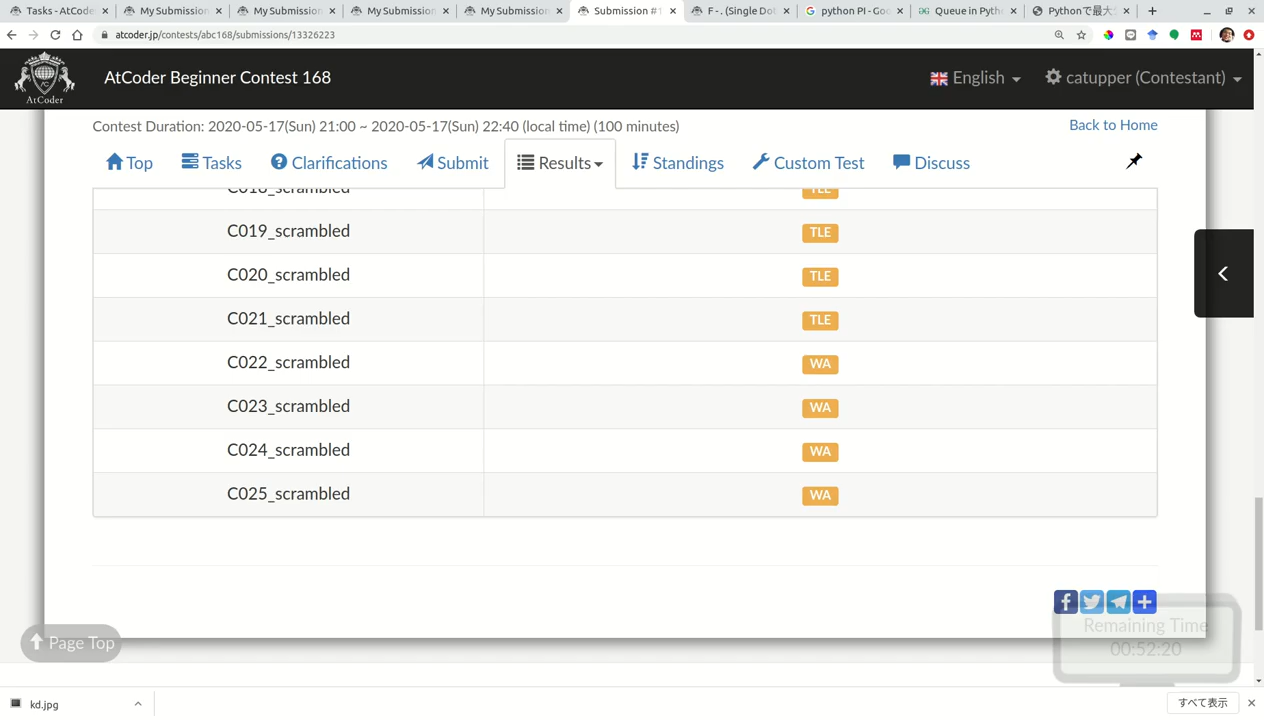 Tasks - AtCoder
My Submission
My Submission
My Submission
My Submission
Submission #1
F - . (Single Dot
python PI - Goo
Queue in Pyth
Pythonで最大
atcoder.jp/contests/abc168/submissions/13326223
AtCoder
AtCoder Beginner Contest 168
English
catupper (Contestant)
Contest Duration: 2020-05-17(Sun) 21:00 ~ 2020-05-17(Sun) 22:40 (local time) (100 minutes)
Back to Home
Top
Tasks
Clarifications
Submit
Results
Standings
Custom Test
Discuss
C018_scrambled TLE
C019_scrambled TLE
C020_scrambled TLE
C021_scrambled TLE
C022_scrambled WA
C023_scrambled WA
C024_scrambled WA
C025_scrambled WA
Remaining Time
00:52:20
Page Top
kd.jpg
すべて表示